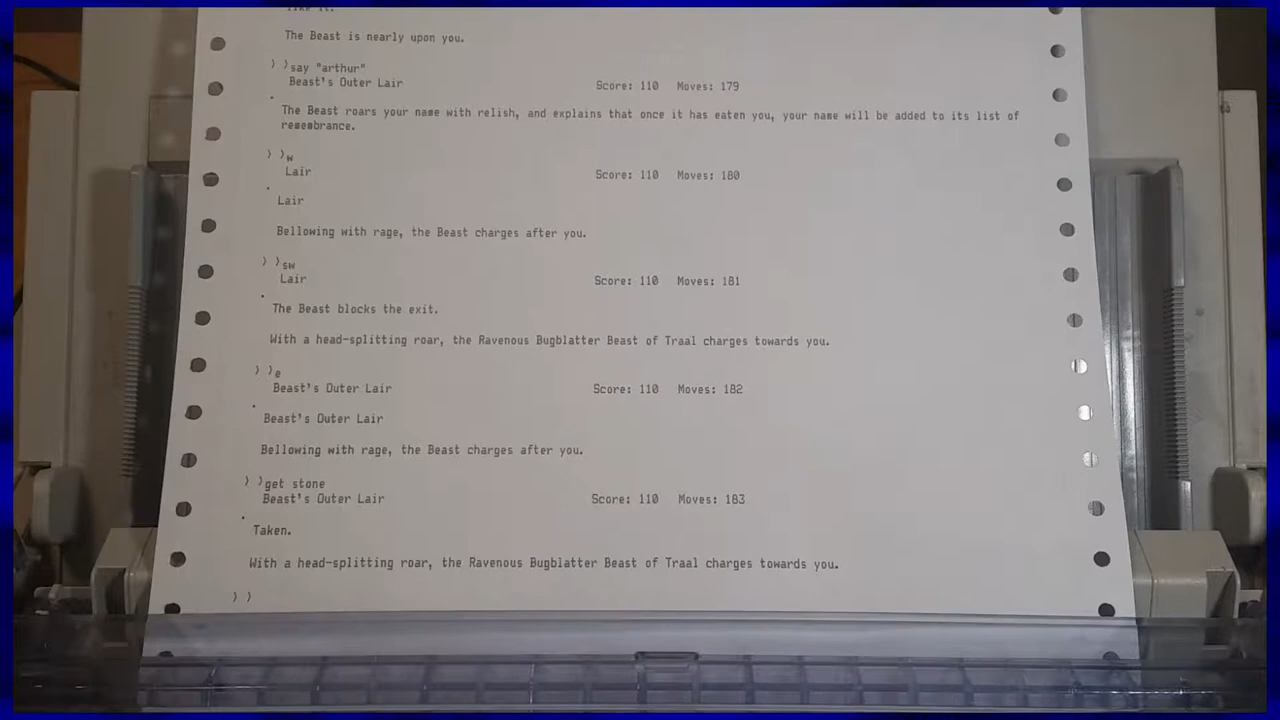 like it.
The Beast is nearly upon you.
> >say "arthur"
Beast's Outer Lair Score: 110 Moves: 179
.
The Beast roars your name with relish, and explains that once it has eaten you, your name will be added to its list of
remembrance.
> >w
Lair Score: 110 Moves: 180
.
Lair
Bellowing with rage, the Beast charges after you.
> >sw
Lair Score: 110 Moves: 181
.
The Beast blocks the exit.
With a head-splitting roar, the Ravenous Bugblatter Beast of Traal charges towards you.
> >e
Beast's Outer Lair Score: 110 Moves: 182
.
Beast's Outer Lair
Bellowing with rage, the Beast charges after you.
> >get stone
Beast's Outer Lair Score: 110 Moves: 183
.
Taken.
With a head-splitting roar, the Ravenous Bugblatter Beast of Traal charges towards you.
> >